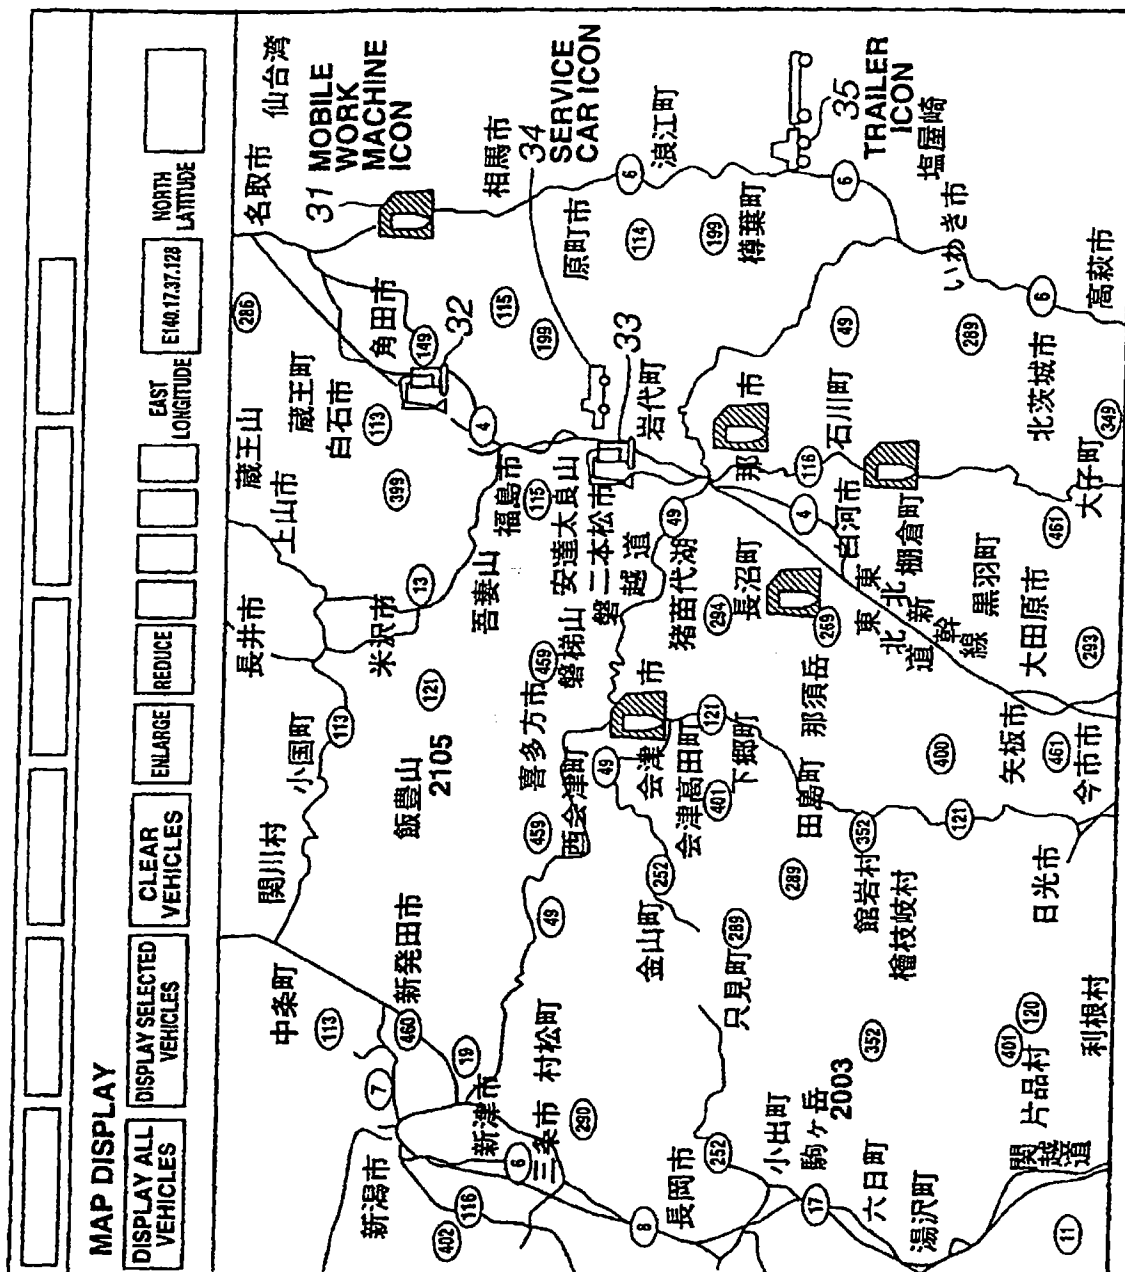 MAP DISPLAY
DISPLAY ALL
VEHICLES
DISPLAY SELECTED
VEHICLES
CLEAR
VEHICLES
ENLARGE
REDUCE
EAST
LONGITUDE
E140.17.37.128
NORTH
LATITUDE
新潟市
7
中条町
113
関川村
小国町
113
長井市
上山市
蔵王山
286
名取市
仙台湾
402
116
新津市
19
460
新発田市
飯豊山
2105
121
米沢市
13
399
113
白石市
蔵王町
角田市
149
32
31 MOBILE
WORK
MACHINE
ICON
6
三条市
290
村松町
49
459
西会津町
喜多方市
459
磐梯山
吾妻山
福島市
115
安達太良山
二本松市
磐越道
4
199
115
相馬市
34
SERVICE
CAR ICON
8
長岡市
252
金山町
252
49
会津
市
会津高田町
猪苗代湖
49
岩代町
33
原町市
114
6
浪江町
只見町
289
401
下郷町
121
294
長沼町
那
市
199
樽葉町
35
TRAILER
ICON
小出町
駒ヶ岳
2003
17
289
田島町
那須岳
269
4
白河市
116
石川町
49
6
塩屋崎
六日町
352
館岩村
352
檜枝岐村
東北道
東北新幹線
棚倉町
湯沢町
121
400
黒羽町
289
いわき市
関越道
片品村
401
120
日光市
矢板市
461
大田原市
461
北茨城市
6
11
利根村
今市市
293
大子町
349
高萩市